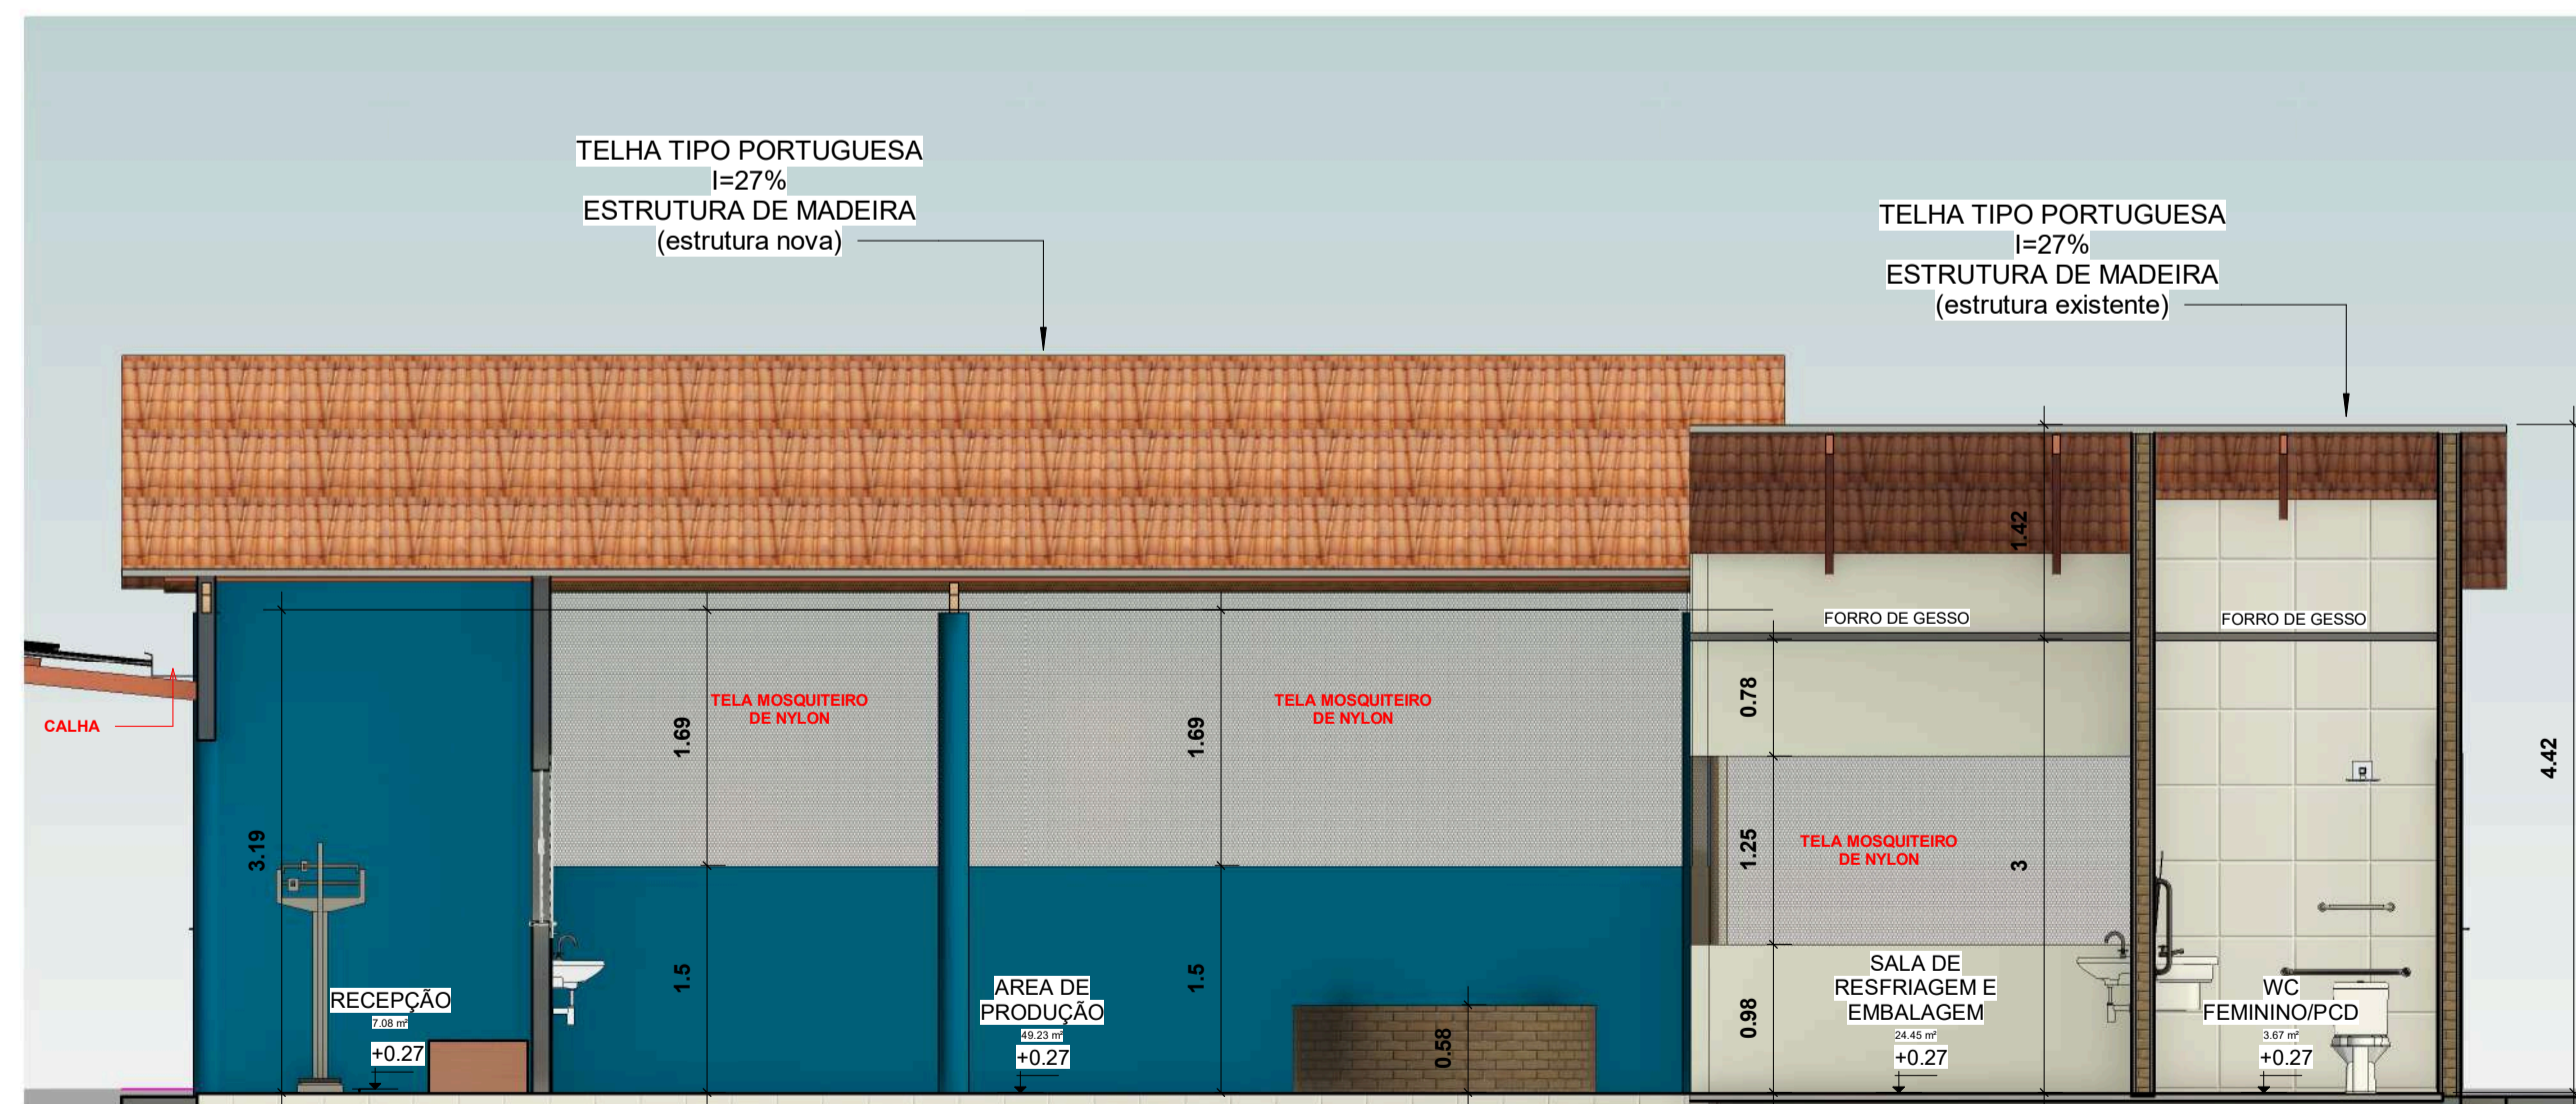 TELHA TIPO PORTUGUESA
I=27%
ESTRUTURA DE MADEIRA
(estrutura nova)
TELHA TIPO PORTUGUESA
I=27%
ESTRUTURA DE MADEIRA
(estrutura existente)
1.42
FORRO DE GESSO
FORRO DE GESSO
CALHA
TELA MOSQUITEIRO
DE NYLON
TELA MOSQUITEIRO
DE NYLON
1.69
1.69
0.78
4.42
3.19
1.25
TELA MOSQUITEIRO
DE NYLON
3
RECEPÇÃO
7.08 m²
+0.27
1.5
AREA DE
PRODUÇÃO
49.23 m²
+0.27
1.5
0.58
0.98
SALA DE
RESFRIAGEM E
EMBALAGEM
24.45 m²
+0.27
WC
FEMININO/PCD
3.67 m²
+0.27